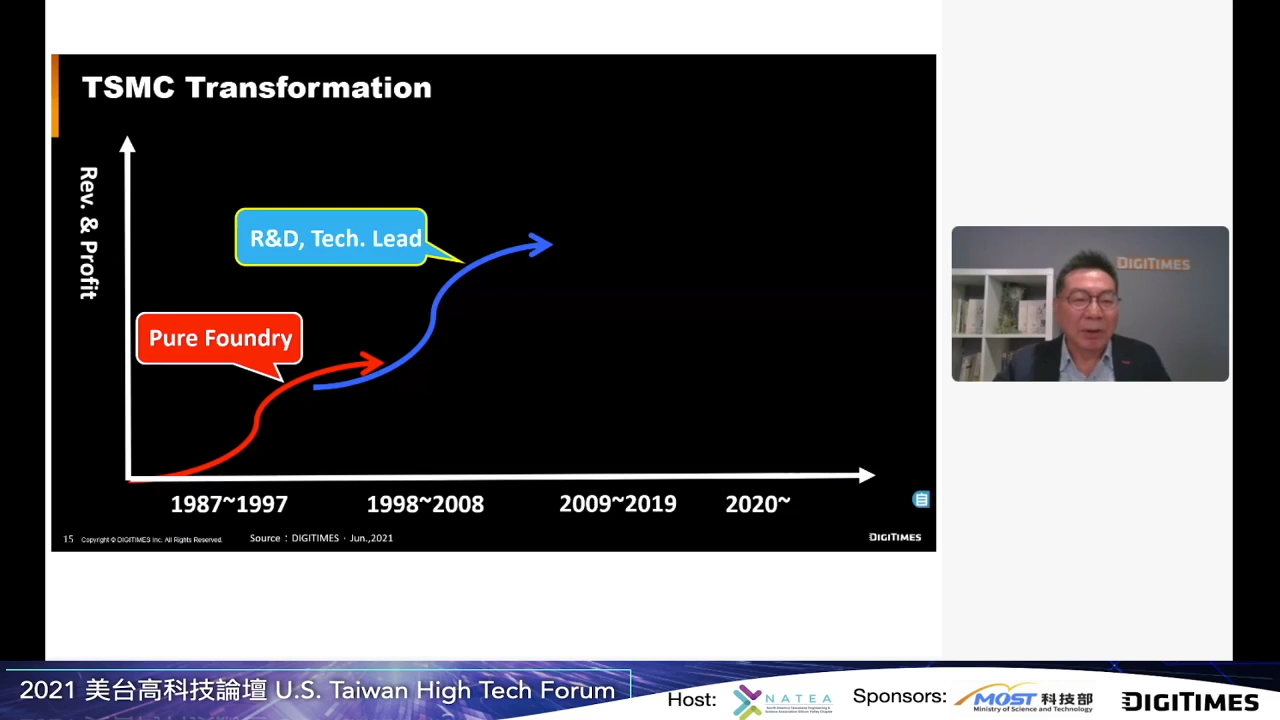 TSMC Transformation
Rev. & Profit
R&D, Tech. Lead
Pure Foundry
1987~1997
1998~2008
2009~2019
2020~
15 Copyright © DIGITIMES Inc. All Rights Reserved.
Source：DIGITIMES，Jun.,2021
DIGITIMES
DIGITIMES
2021 美台高科技論壇 U.S. Taiwan High Tech Forum
Host:
NATEA
North America Taiwanese Engineering &
Science Association Silicon Valley Chapter
Sponsors:
MOST 科技部
Ministry of Science and Technology
DIGITIMES